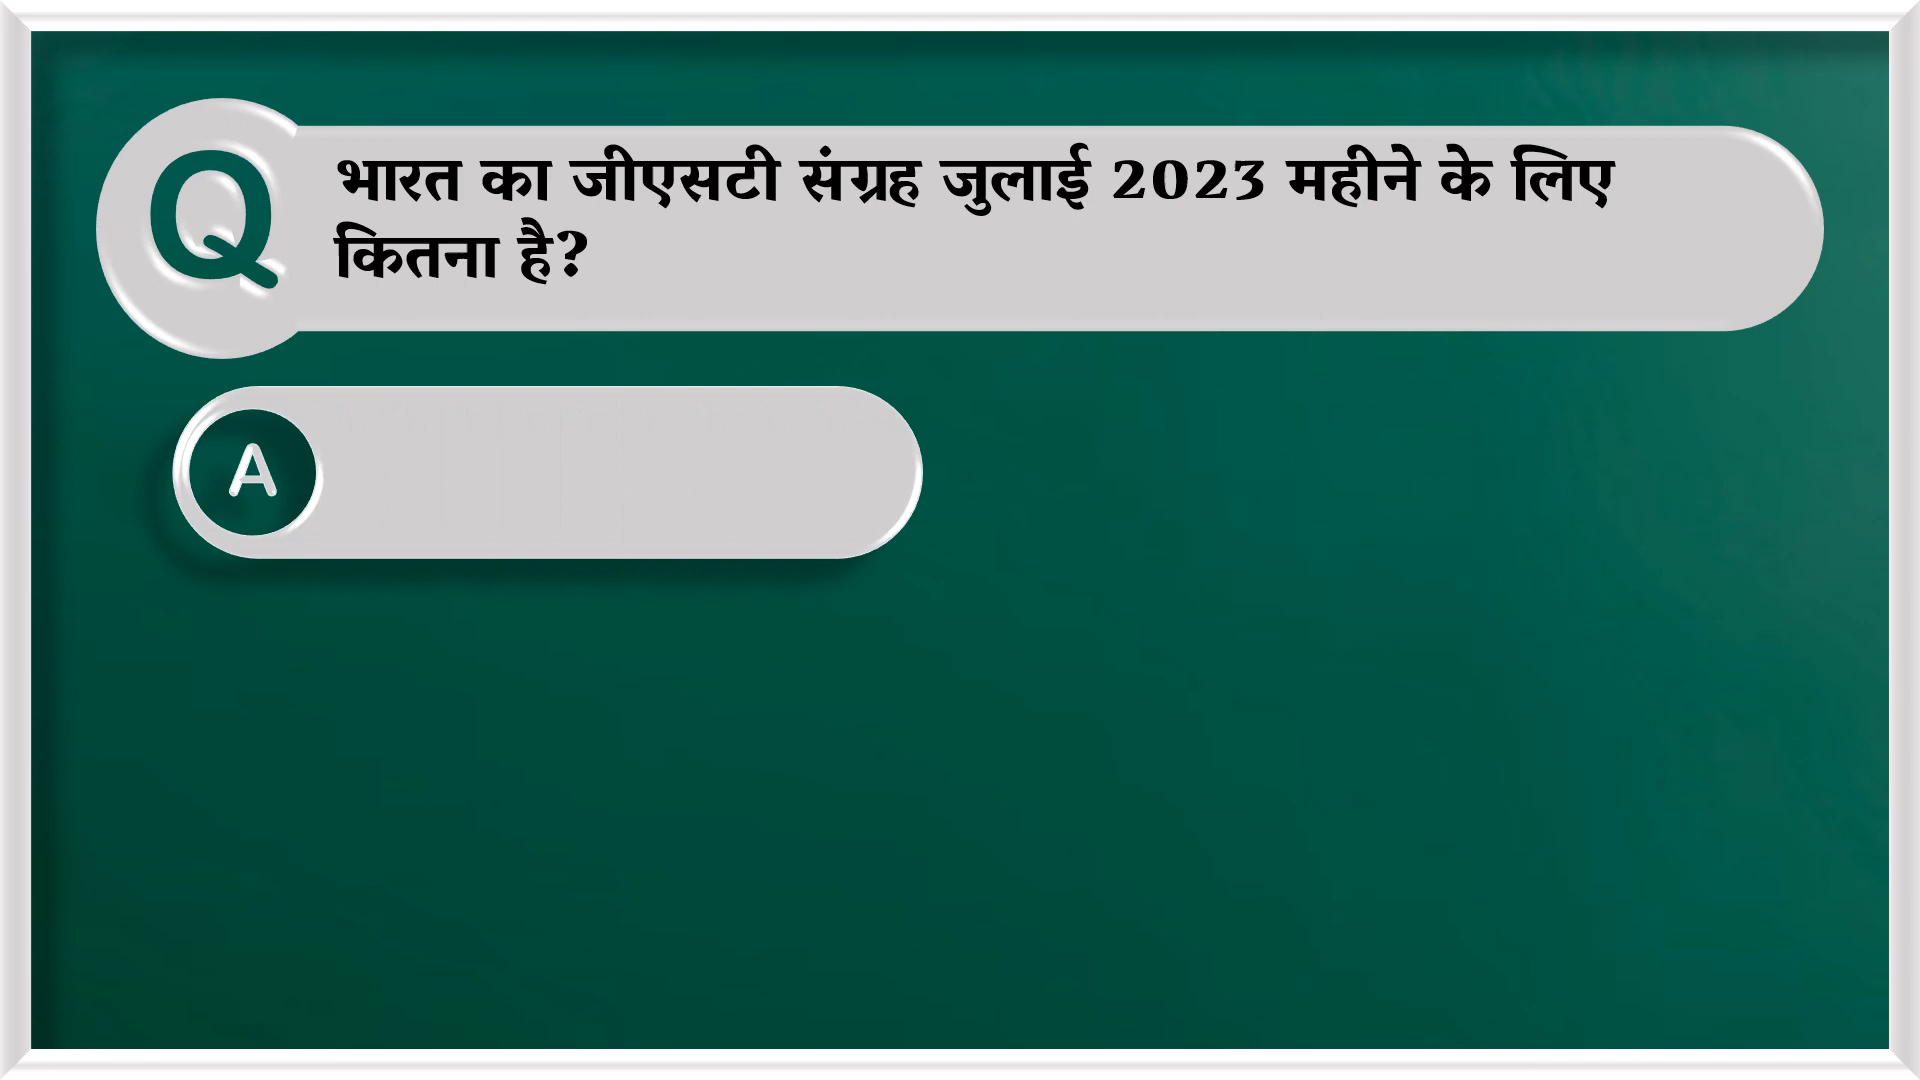 Q
भारत का जीएसटी संग्रह जुलाई 2023 महीने के लिए
कितना है?
A